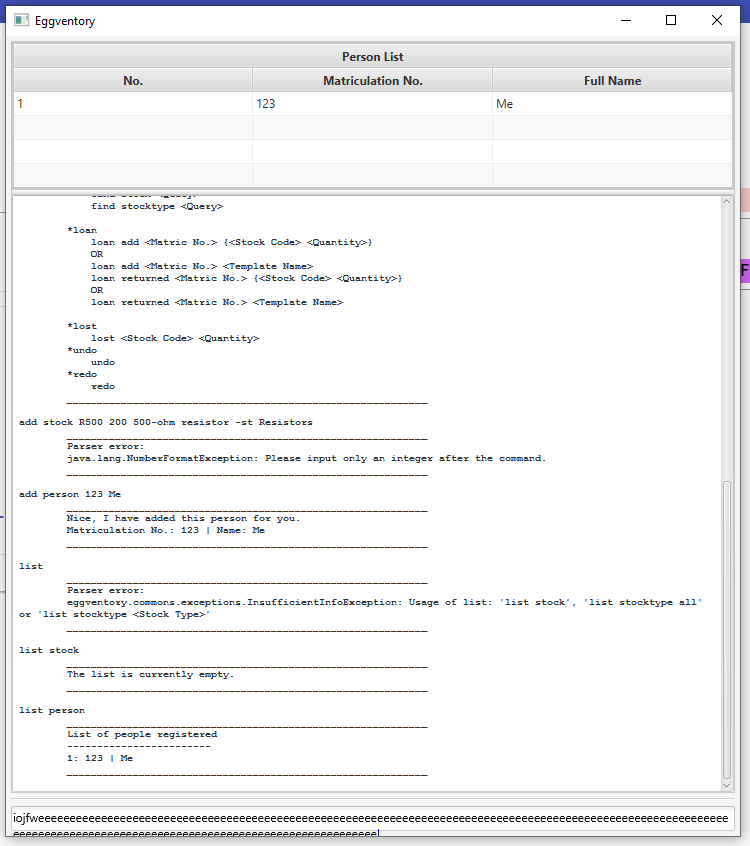 Eggventory
Person List
No. Matriculation No. Full Name
1 123 Me
find stocktype <Query>
*loan
loan add <Matric No.> {<Stock Code> <Quantity>}
OR
loan add <Matric No.> <Template Name>
loan returned <Matric No.> {<Stock Code> <Quantity>}
OR
loan returned <Matric No.> <Template Name>
*lost
lost <Stock Code> <Quantity>
*undo
undo
*redo
redo
____________________________________________________________
add stock R500 200 500-ohm resistor -st Resistors
____________________________________________________________
Parser error:
java.lang.NumberFormatException: Please input only an integer after the command.
____________________________________________________________
add person 123 Me
____________________________________________________________
Nice, I have added this person for you.
Matriculation No.: 123 | Name: Me
____________________________________________________________
list
____________________________________________________________
Parser error:
eggventory.commons.exceptions.InsufficientInfoException: Usage of list: 'list stock', 'list stocktype all'
or 'list stocktype <Stock Type>'
____________________________________________________________
list stock
____________________________________________________________
The list is currently empty.
____________________________________________________________
list person
____________________________________________________________
List of people registered
------------------------
1: 123 | Me
____________________________________________________________
F